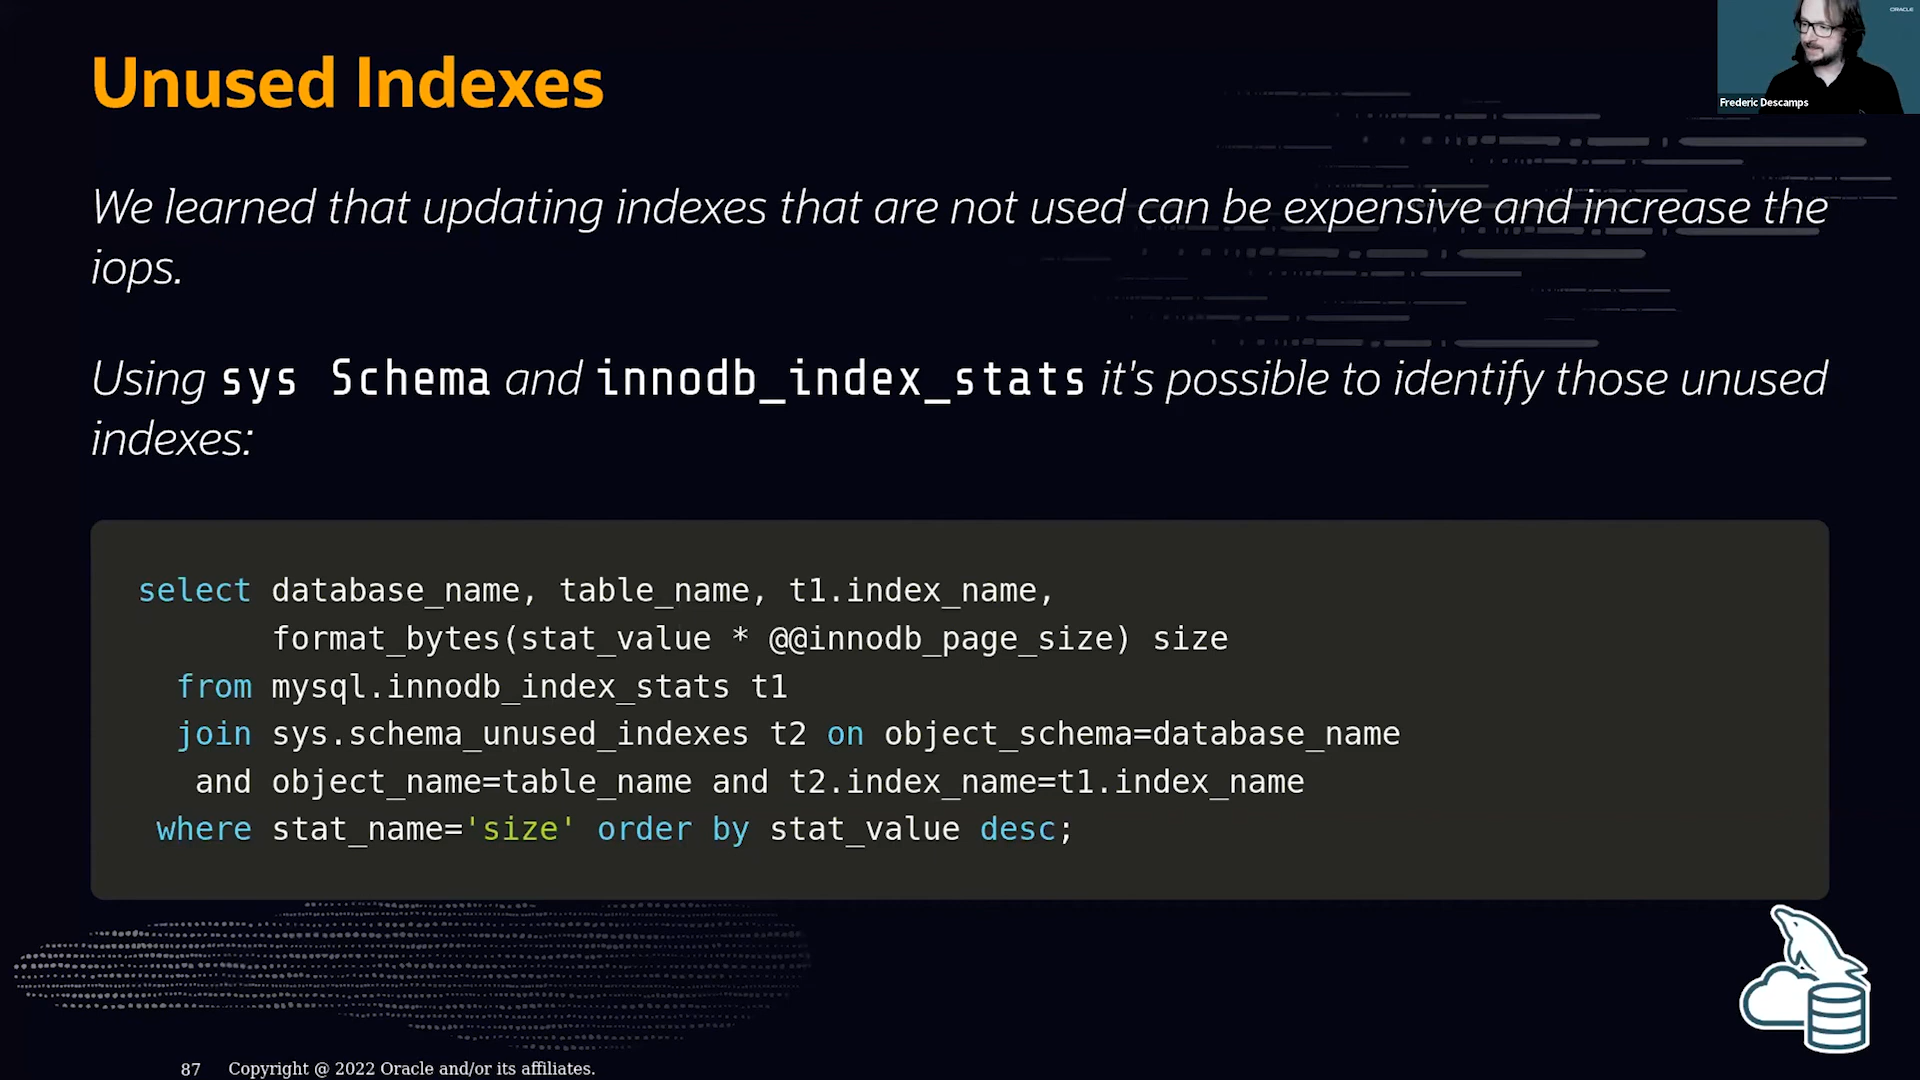 ORACLE
Frederic Descamps
Unused Indexes
We learned that updating indexes that are not used can be expensive and increase the
iops.
Using sys Schema and innodb_index_stats it's possible to identify those unused
indexes:
select database_name, table_name, t1.index_name,
format_bytes(stat_value * @@innodb_page_size) size
from mysql.innodb_index_stats t1
join sys.schema_unused_indexes t2 on object_schema=database_name
and object_name=table_name and t2.index_name=t1.index_name
where stat_name='size' order by stat_value desc;
87 Copyright @ 2022 Oracle and/or its affiliates.